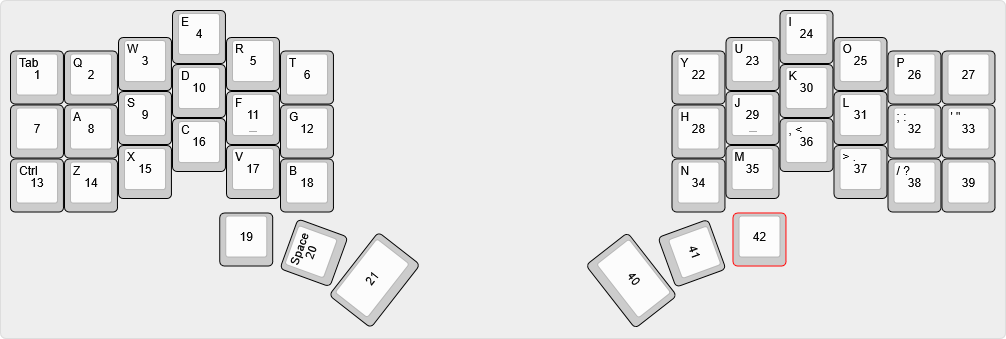 E
4
I
24
W
3
R
5
U
23
O
25
Tab
1
Q
2
T
6
Y
22
P
26
27
D
10
K
30
S
9
F
11
_
J
29
_
L
31
7
A
8
G
12
H
28
; :
32
' "
33
C
16
, <
36
X
15
V
17
M
35
> .
37
Ctrl
13
Z
14
B
18
N
34
/ ?
38
39
19
Space
20
21
40
41
42